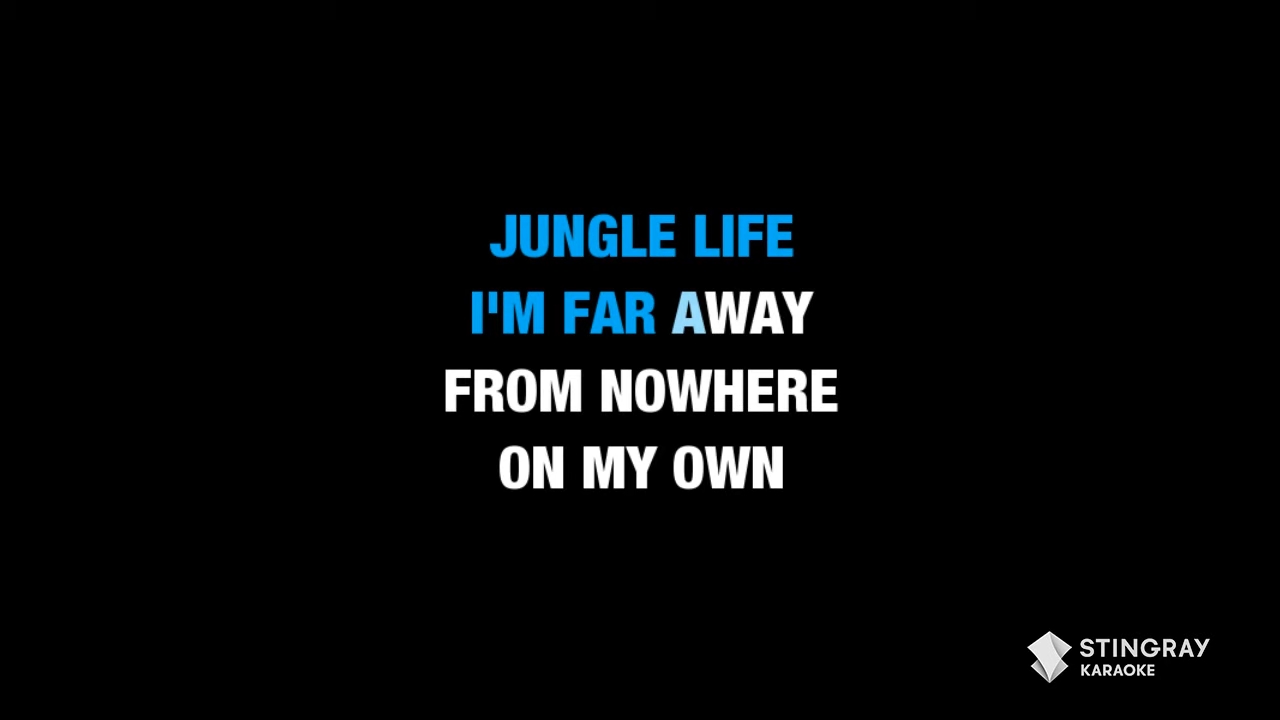 JUNGLE LIFE
I'M FAR AWAY
FROM NOWHERE
ON MY OWN
STINGRAY
KARAOKE